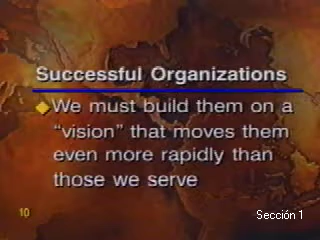 Successful Organizations
We must build them on a
“vision” that moves them
even more rapidly than
those we serve
10
Sección 1